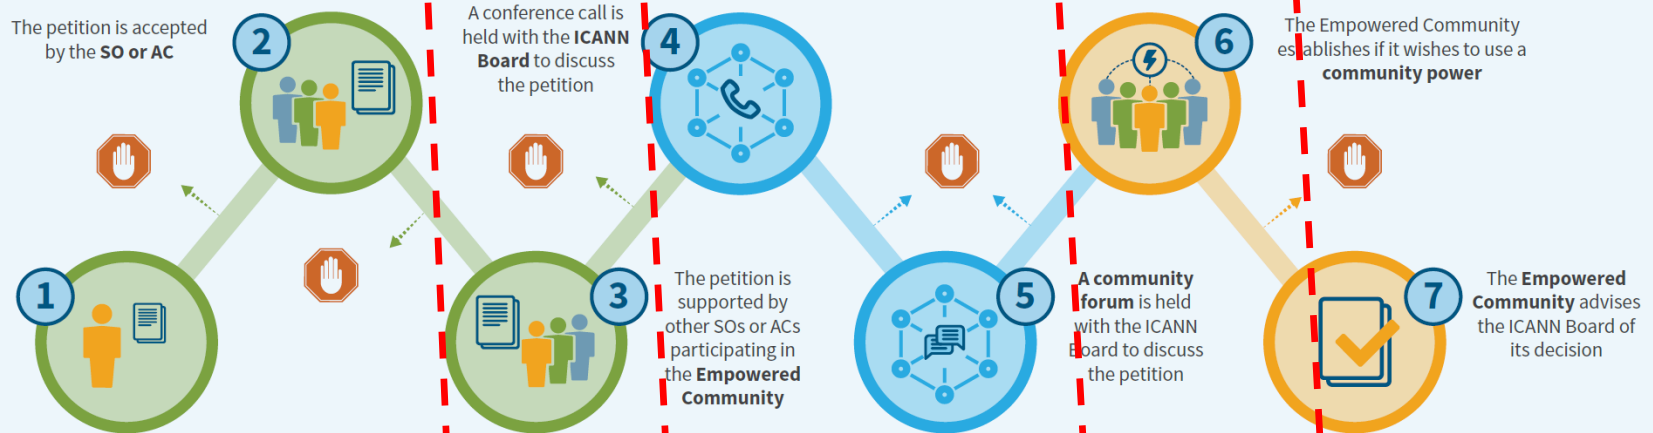 The petition is accepted
by the SO or AC
2
A conference call is
held with the ICANN
Board to discuss
the petition
4
6
The Empowered Community
establishes if it wishes to use a
community power
1
3
The petition is
supported by
other SOs or ACs
participating in
the Empowered
Community
5
A community
forum is held
with the ICANN
Board to discuss
the petition
7
The Empowered
Community advises
the ICANN Board of
its decision